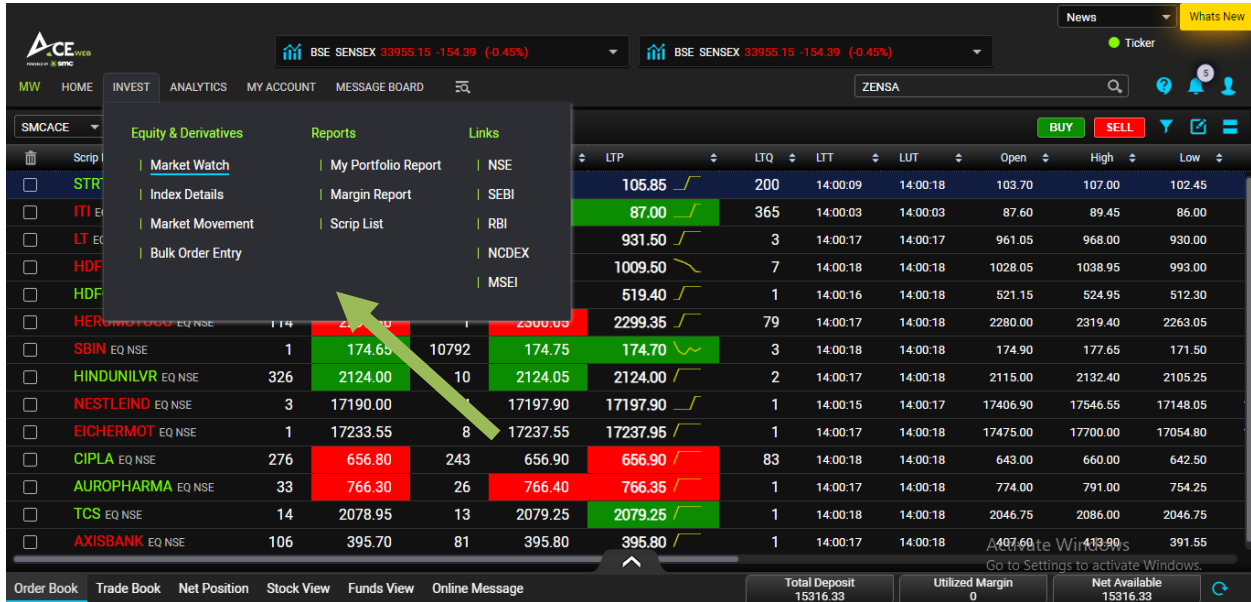 News Whats New
ACE WEB
POWERED BY SMC
BSE SENSEX 33955.15 -154.39 (-0.45%) BSE SENSEX 33955.15 -154.39 (-0.45%) Ticker
MW HOME INVEST ANALYTICS MY ACCOUNT MESSAGE BOARD ZENSA 5
SMCACE BUY SELL
Equity & Derivatives Reports Links
Market Watch My Portfolio Report NSE
Index Details Margin Report SEBI
Market Movement Scrip List RBI
Bulk Order Entry NCDEX
MSEI
Scrip LTP LTQ LTT LUT Open High Low
105.85 200 14:00:09 14:00:18 103.70 107.00 102.45
ITI 87.00 365 14:00:03 14:00:03 87.60 89.45 86.00
LT 931.50 3 14:00:17 14:00:17 961.05 968.00 930.00
1009.50 7 14:00:18 14:00:18 1028.05 1038.95 993.00
519.40 1 14:00:16 14:00:18 521.15 524.95 512.30
HEROMOTOCO EQ NSE 114 1 2300.05 2299.35 79 14:00:17 14:00:18 2280.00 2319.40 2263.05
SBIN EQ NSE 1 174.65 10792 174.75 174.70 3 14:00:18 14:00:18 174.90 177.65 171.50
HINDUNILVR EQ NSE 326 2124.00 10 2124.05 2124.00 2 14:00:17 14:00:18 2115.00 2132.40 2105.25
NESTLEIND EQ NSE 3 17190.00 17197.90 17197.90 1 14:00:15 14:00:17 17406.90 17546.55 17148.05
EICHERMOT EQ NSE 1 17233.55 8 17237.55 17237.95 1 14:00:17 14:00:18 17475.00 17700.00 17054.80
CIPLA EQ NSE 276 656.80 243 656.90 656.90 83 14:00:18 14:00:18 643.00 660.00 642.50
AUROPHARMA EQ NSE 33 766.30 26 766.40 766.35 1 14:00:17 14:00:18 774.00 791.00 754.25
TCS EQ NSE 14 2078.95 13 2079.25 2079.25 1 14:00:18 14:00:18 2046.75 2086.00 2046.75
AXISBANK EQ NSE 106 395.70 81 395.80 395.80 1 14:00:17 14:00:18 407.60 413.90 391.55
Activate Windows
Go to Settings to activate Windows.
Order Book Trade Book Net Position Stock View Funds View Online Message Total Deposit Utilized Margin Net Available
15316.33 0 15316.33